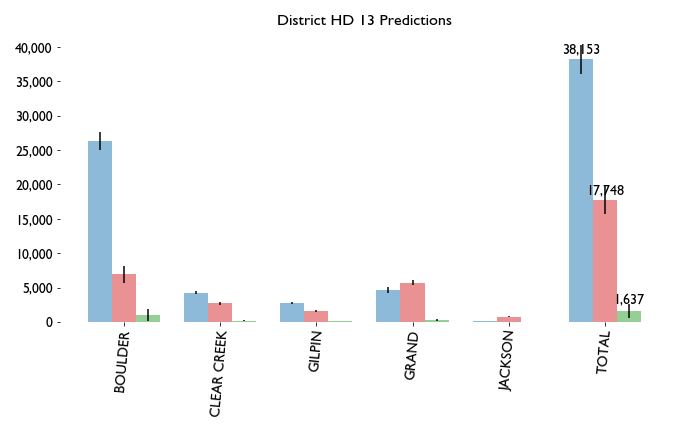 District HD 13 Predictions
40,000
35,000
30,000
25,000
20,000
15,000
10,000
5,000
0
38,153
17,748
1,637
BOULDER
CLEAR CREEK
GILPIN
GRAND
JACKSON
TOTAL